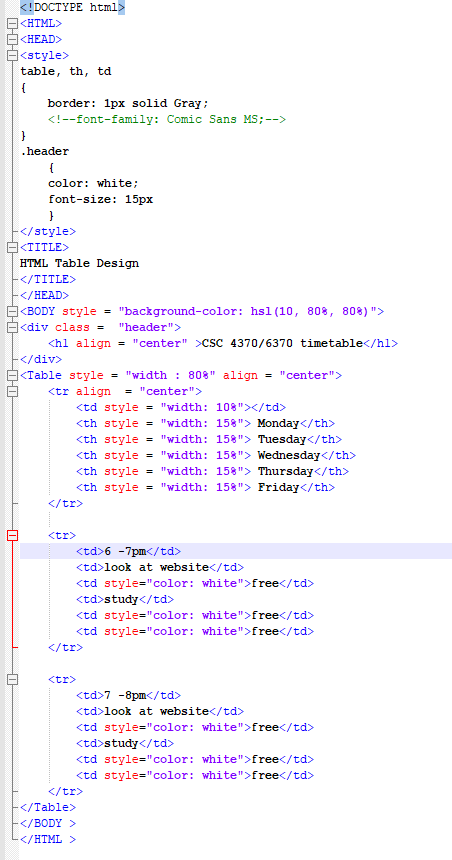 <!DOCTYPE html>
<HTML>
<HEAD>
<style>
table, th, td
{
    border: 1px solid Gray;
    <!--font-family: Comic Sans MS;-->
}
.header
    {
    color: white;
    font-size: 15px
    }
</style>
<TITLE>
HTML Table Design
</TITLE>
</HEAD>
<BODY style = "background-color: hsl(10, 80%, 80%)">
<div class =  "header">
    <h1 align = "center" >CSC 4370/6370 timetable</h1>
</div>
<Table style = "width : 80%" align = "center">
    <tr align  = "center">
        <td style = "width: 10%"></td>
        <th style = "width: 15%"> Monday</th>
        <th style = "width: 15%"> Tuesday</th>
        <th style = "width: 15%"> Wednesday</th>
        <th style = "width: 15%"> Thursday</th>
        <th style = "width: 15%"> Friday</th>
    </tr>

    <tr>
        <td>6 -7pm</td>
        <td>look at website</td>
        <td style="color: white">free</td>
        <td>study</td>
        <td style="color: white">free</td>
        <td style="color: white">free</td>
    </tr>

    <tr>
        <td>7 -8pm</td>
        <td>look at website</td>
        <td style="color: white">free</td>
        <td>study</td>
        <td style="color: white">free</td>
        <td style="color: white">free</td>
    </tr>
</Table>
</BODY >
</HTML >